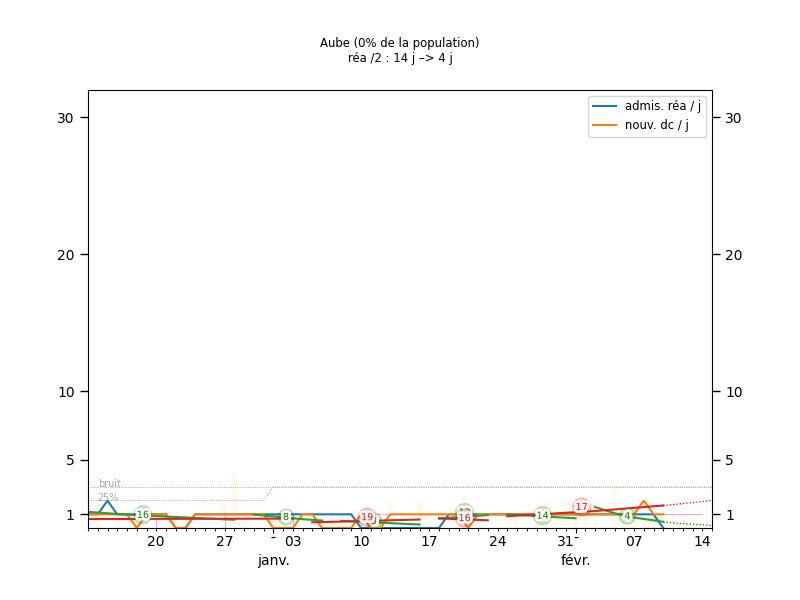 Aube (0% de la population)
réa /2 : 14 j –> 4 j
admis. réa / j
nouv. dc / j
30 30
20 20
10 10
5 5
bruit
25%
1 1
16 8 19 16 14 17 4
20 27 - 03 10 17 24 31- 07 14
janv. févr.